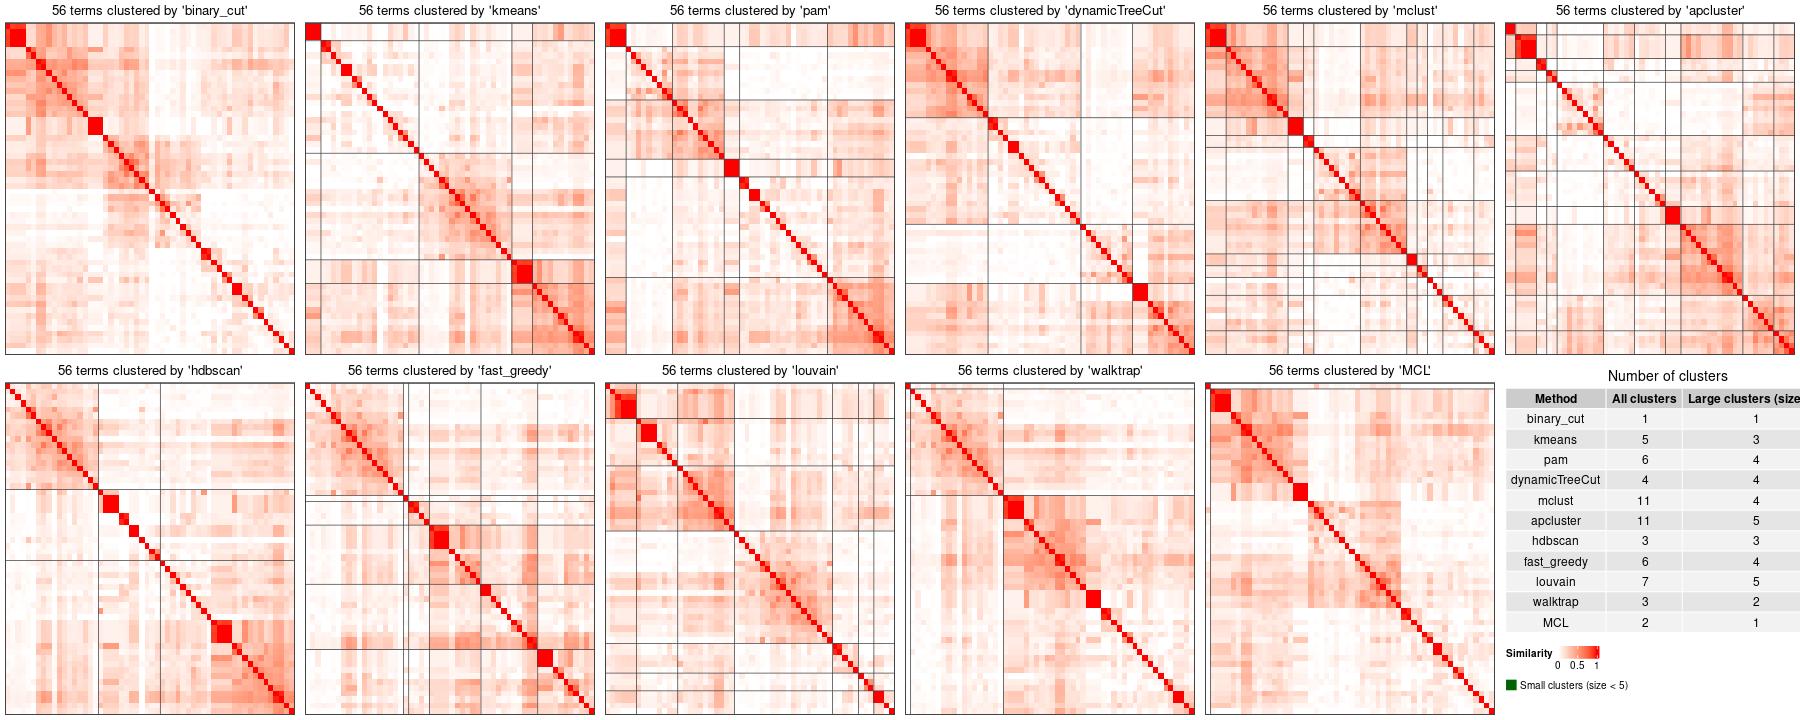 56 terms clustered by 'binary_cut'
56 terms clustered by 'kmeans'
56 terms clustered by 'pam'
56 terms clustered by 'dynamicTreeCut'
56 terms clustered by 'mclust'
56 terms clustered by 'apcluster'
56 terms clustered by 'hdbscan'
56 terms clustered by 'fast_greedy'
56 terms clustered by 'louvain'
56 terms clustered by 'walktrap'
56 terms clustered by 'MCL'
Number of clusters
Method All clusters Large clusters (size
binary_cut 1 1
kmeans 5 3
pam 6 4
dynamicTreeCut 4 4
mclust 11 4
apcluster 11 5
hdbscan 3 3
fast_greedy 6 4
louvain 7 5
walktrap 3 2
MCL 2 1
Similarity
0 0.5 1
Small clusters (size < 5)